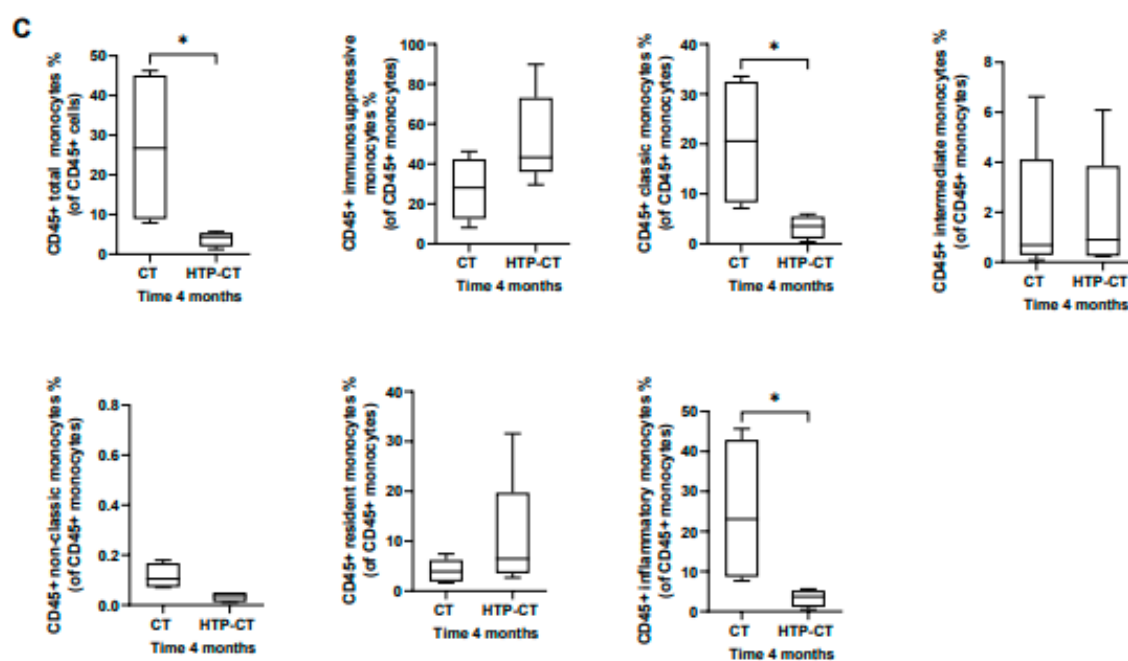 C
CD45+ total monocytes %
(of CD45+ cells)
50
40
30
20
10
0
*
CT
HTP-CT
Time 4 months
CD45+ immunosuppressive
monocytes %
(of CD45+ monocytes)
100
80
60
40
20
0
CT
HTP-CT
Time 4 months
CD45+ classic monocytes %
(of CD45+ monocytes)
40
30
20
10
0
*
CT
HTP-CT
Time 4 months
CD45+ intermediate monocytes %
(of CD45+ monocytes)
8
6
4
2
0
CT
HTP-CT
Time 4 months
CD45+ non-classic monocytes %
(of CD45+ monocytes)
0.8
0.6
0.4
0.2
0.0
CT
HTP-CT
Time 4 months
CD45+ resident monocytes %
(of CD45+ monocytes)
40
30
20
10
0
CT
HTP-CT
Time 4 months
CD45+ inflammatory monocytes %
(of CD45+ monocytes)
50
40
30
20
10
0
*
CT
HTP-CT
Time 4 months